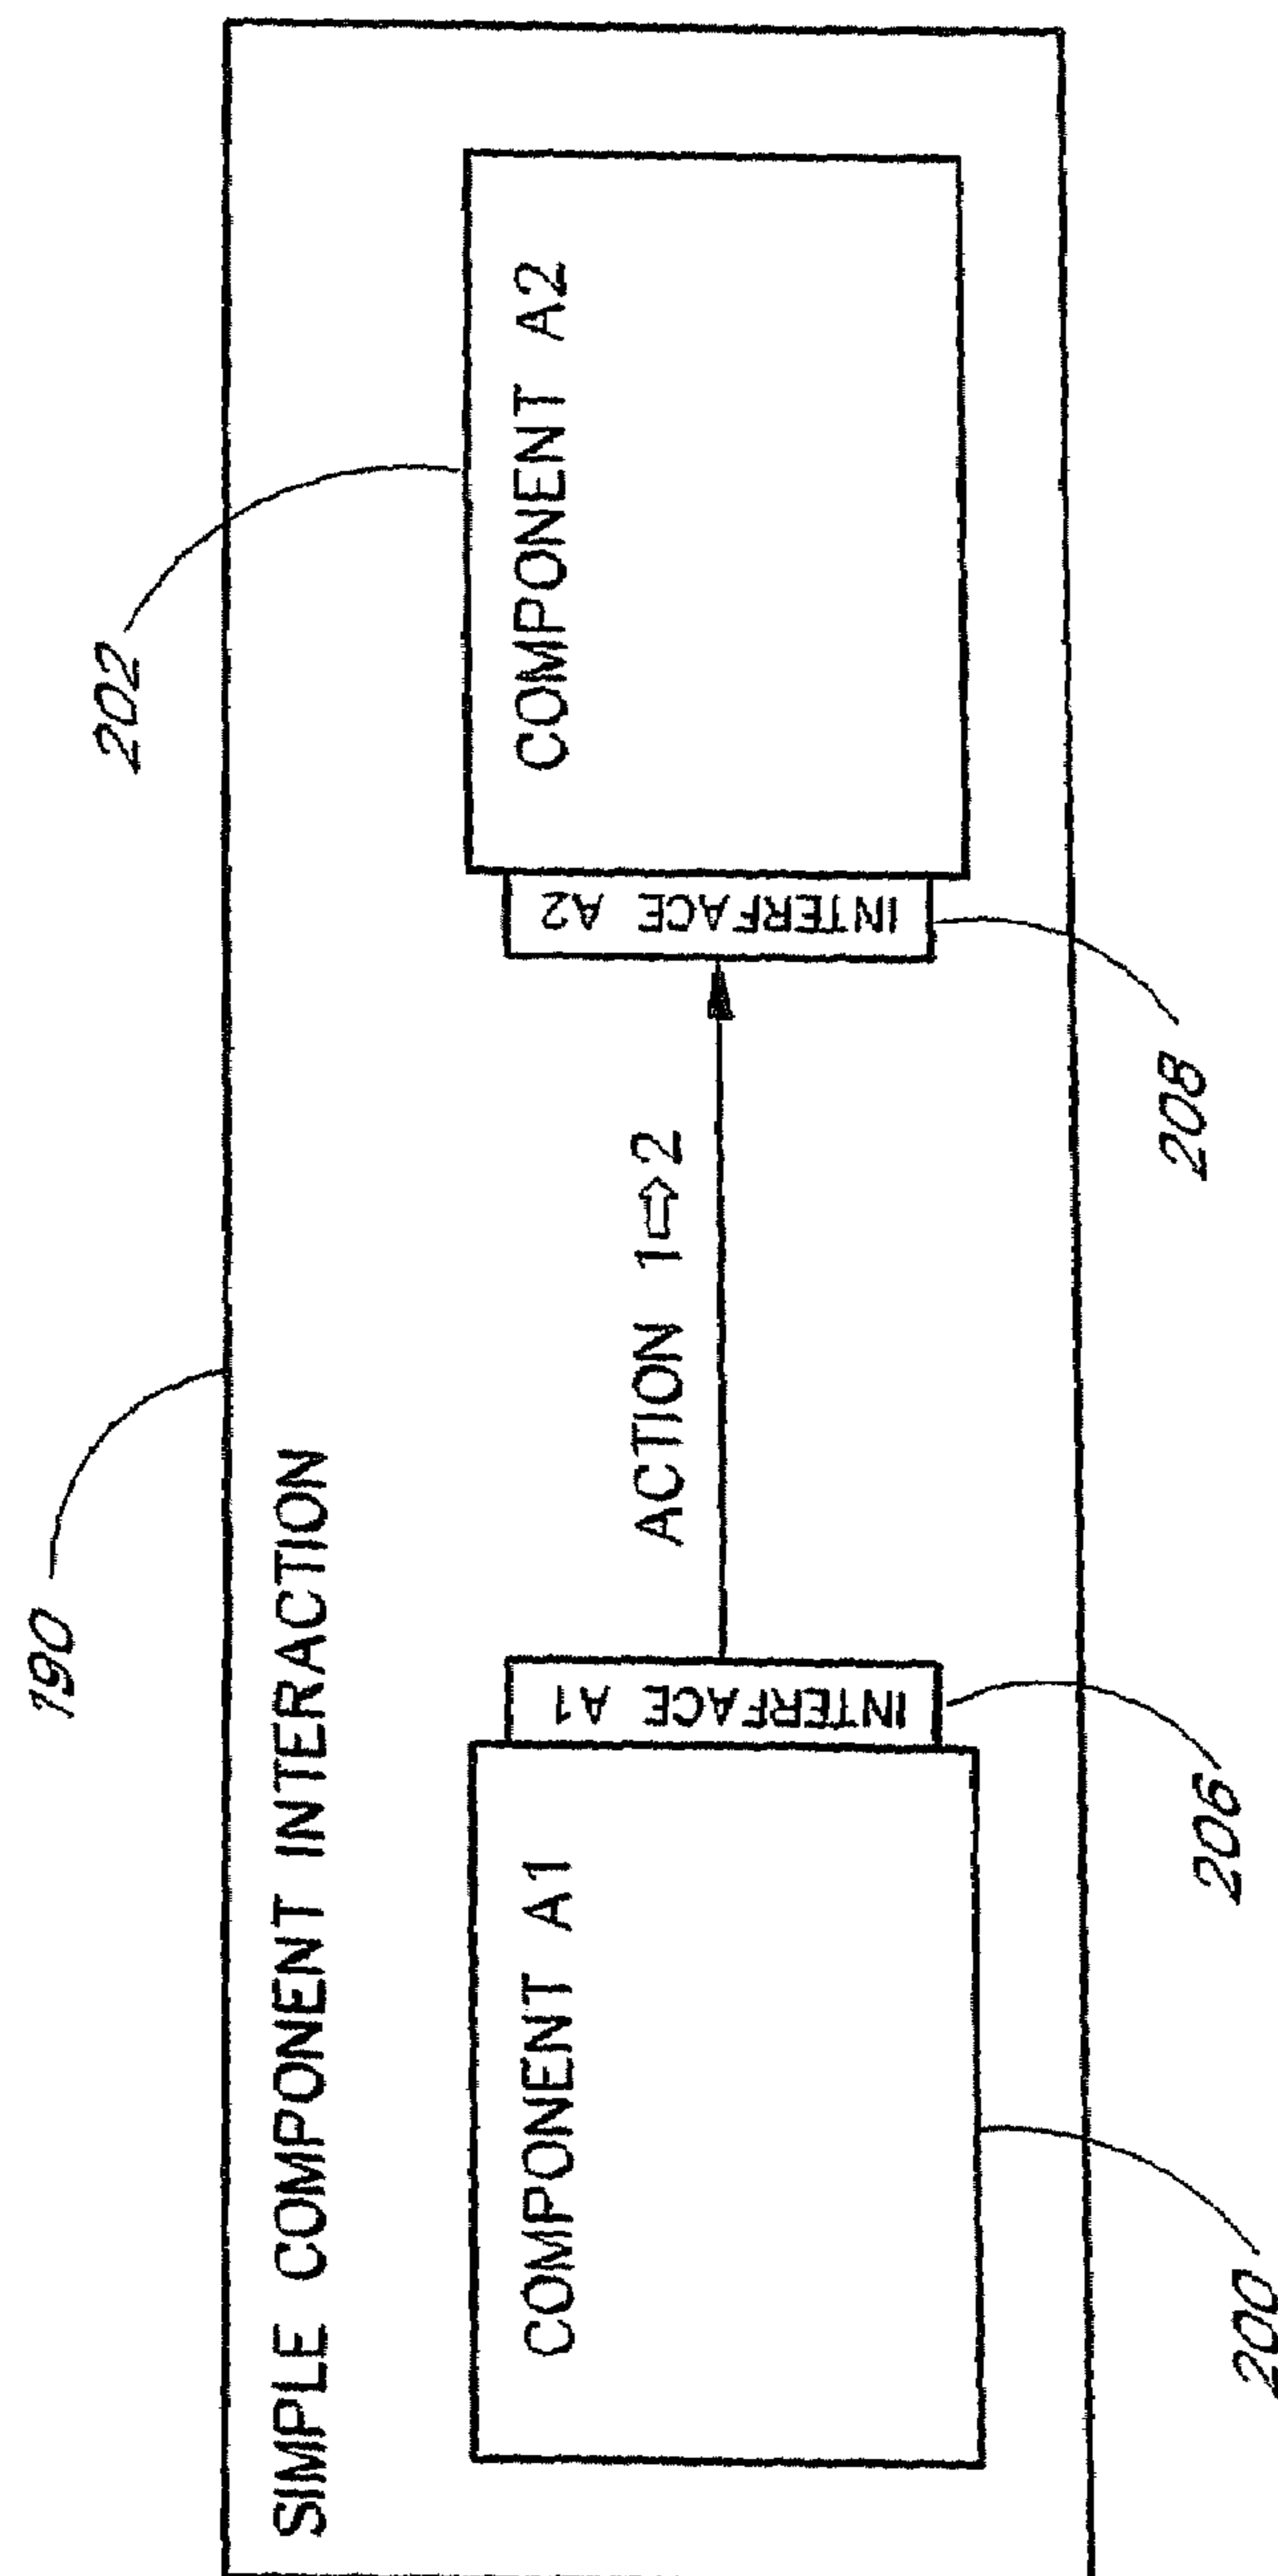 190
202
SIMPLE COMPONENT INTERACTION
COMPONENT A1
INTERFACE A1
ACTION 1⇨2
INTERFACE A2
COMPONENT A2
200
206
208